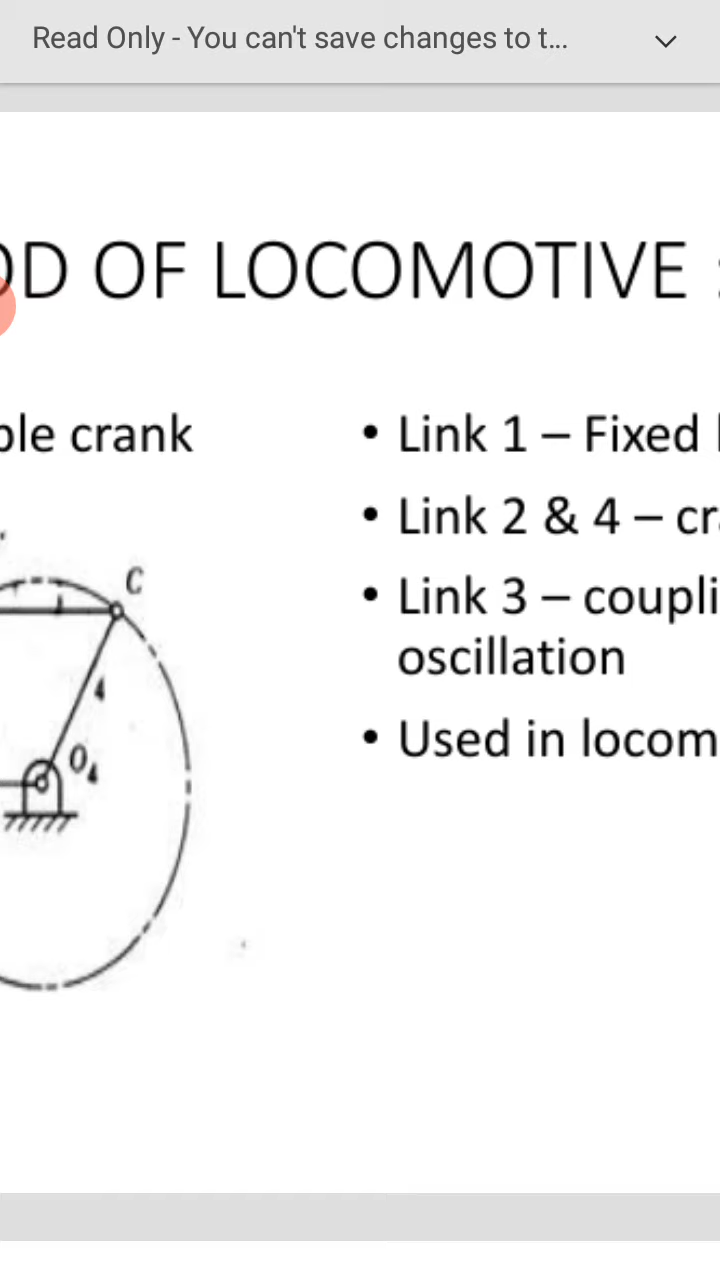 Read Only - You can't save changes to t...
OD OF LOCOMOTIVE
ble crank
• Link 1 – Fixed
• Link 2 & 4 – cr
• Link 3 – coupli
oscillation
• Used in locom
C
4
O₄